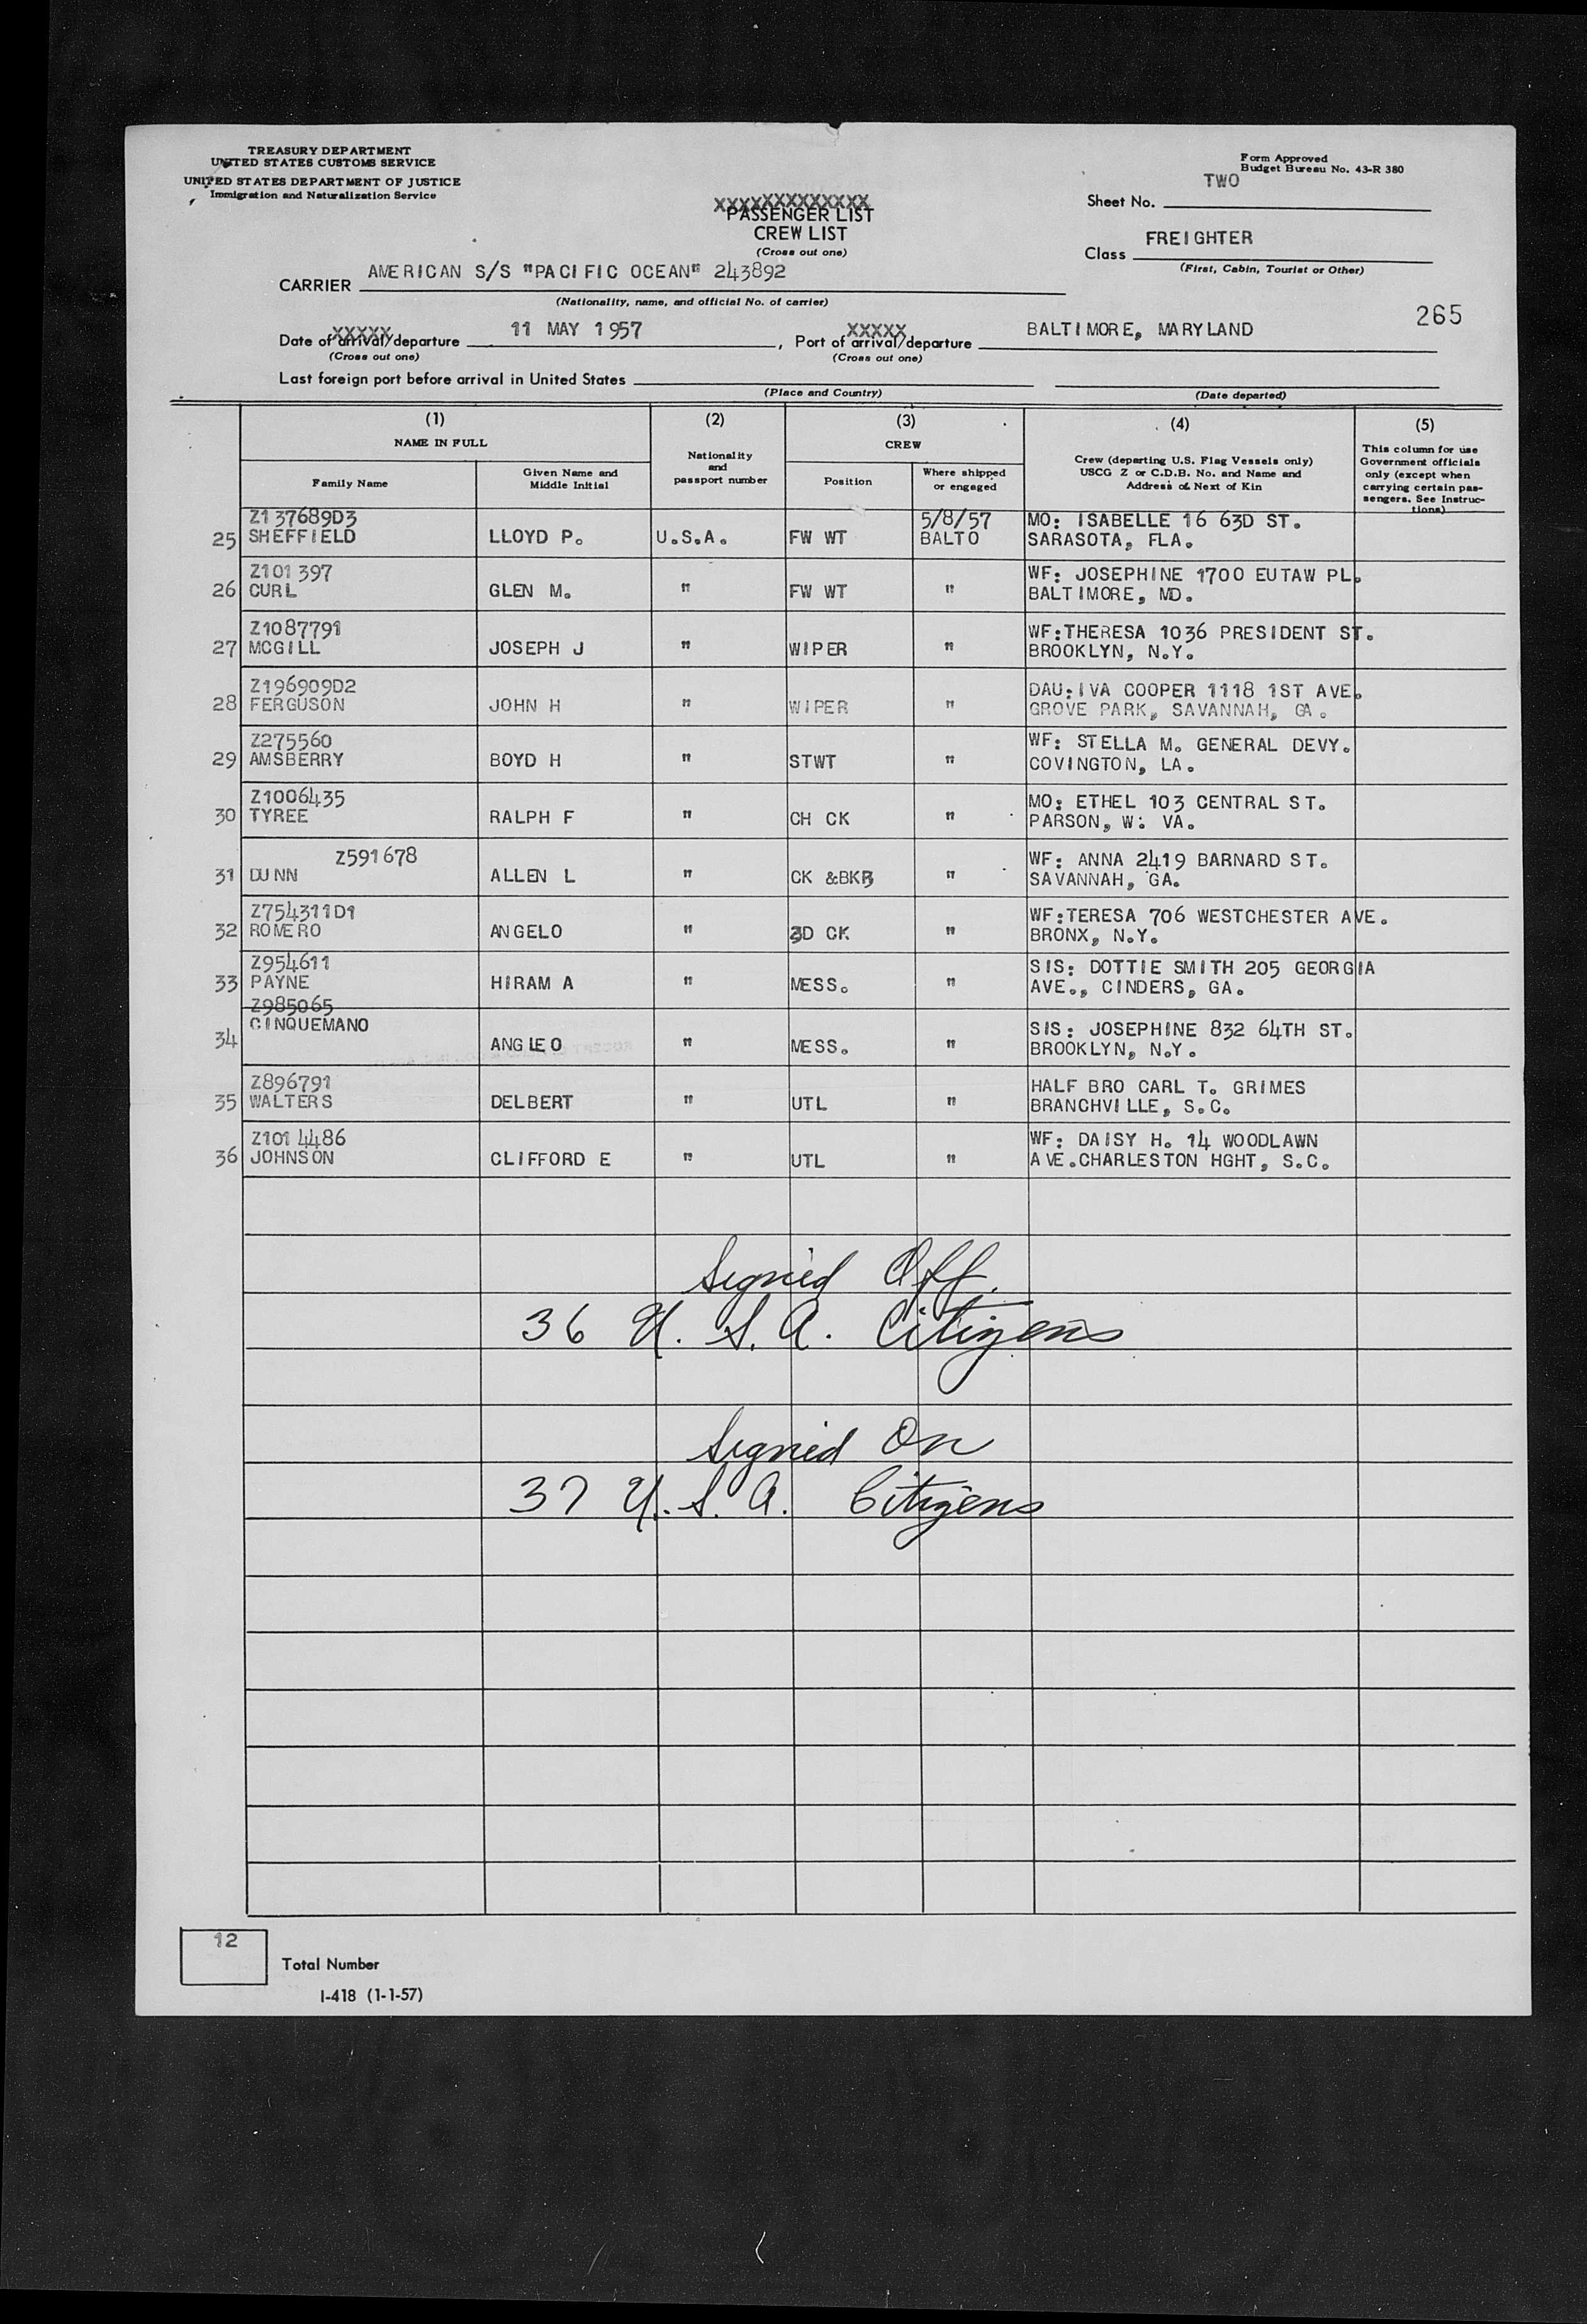 TREASURY DEPARTMENT
UNITED STATES CUSTOMS SERVICE
UNITED STATES DEPARTMENT OF JUSTICE
Immigration and Naturalization Service
Form Approved
Budget Bureau No. 43-R 380
XXXXXXXXXXXXXX
PASSENGER LIST
CREW LIST
(Cross out one)
Sheet No. TWO
Class FREIGHTER
(First, Cabin, Tourist or Other)
CARRIER AMERICAN S/S "PACIFIC OCEAN" 243892
(Nationality, name, and official No. of carrier)
265
XXXXX XXXXX
Date of arrival/departure 11 MAY 1957, Port of arrival/departure BALTIMORE, MARYLAND
(Cross out one) (Cross out one)
Last foreign port before arrival in United States
(Place and Country) (Date departed)
(1) (2) (3) (4) (5)
NAME IN FULL
Family Name
Given Name and
Middle Initial
Nationality
and
passport number
CREW
Position
Where shipped
or engaged
Crew (departing U.S. Flag Vessels only)
USCG Z or C.D.B. No. and Name and
Address of Next of Kin
This column for use
Government officials
only (except when
carrying certain pas-
sengers. See Instruc-
tions)
Z137689D3 5/8/57 MO: ISABELLE 16 63D ST.
25 SHEFFIELD LLOYD P. U.S.A. FW WT BALTO SARASOTA, FLA.
Z101397 WF: JOSEPHINE 1700 EUTAW PL.
26 CURL GLEN M. " FW WT " BALTIMORE, MD.
Z1087791 WF:THERESA 1036 PRESIDENT ST.
27 MCGILL JOSEPH J " WIPER " BROOKLYN, N.Y.
Z196909D2 DAU:IVA COOPER 1118 1ST AVE.
28 FERGUSON JOHN H " WIPER " GROVE PARK, SAVANNAH, GA.
Z275560 WF: STELLA M. GENERAL DEVY.
29 AMSBERRY BOYD H " STWT " COVINGTON, LA.
Z1006435 MO: ETHEL 103 CENTRAL ST.
30 TYREE RALPH F " CH CK " PARSON, W. VA.
Z591678 WF: ANNA 2419 BARNARD ST.
31 DUNN ALLEN L " CK &BKR " SAVANNAH, GA.
Z754311D1 WF:TERESA 706 WESTCHESTER AVE.
32 ROMERO ANGELO " 3D CK " BRONX, N.Y.
Z954611 SIS: DOTTIE SMITH 205 GEORGIA
33 PAYNE HIRAM A " MESS. " AVE., CINDERS, GA.
Z985065
CINQUEMANO SIS: JOSEPHINE 832 64TH ST.
34 ANGLEO " MESS. " BROOKLYN, N.Y.
Z896791 HALF BRO CARL T. GRIMES
35 WALTERS DELBERT " UTL " BRANCHVILLE, S.C.
Z1014486 WF: DAISY H. 14 WOODLAWN
36 JOHNSON CLIFFORD E " UTL " AVE.CHARLESTON HGHT, S.C.
Signed Off.
36 U. S. A. Citizens
Signed On
37 U. S. A. Citizens
12
Total Number
I-418 (1-1-57)